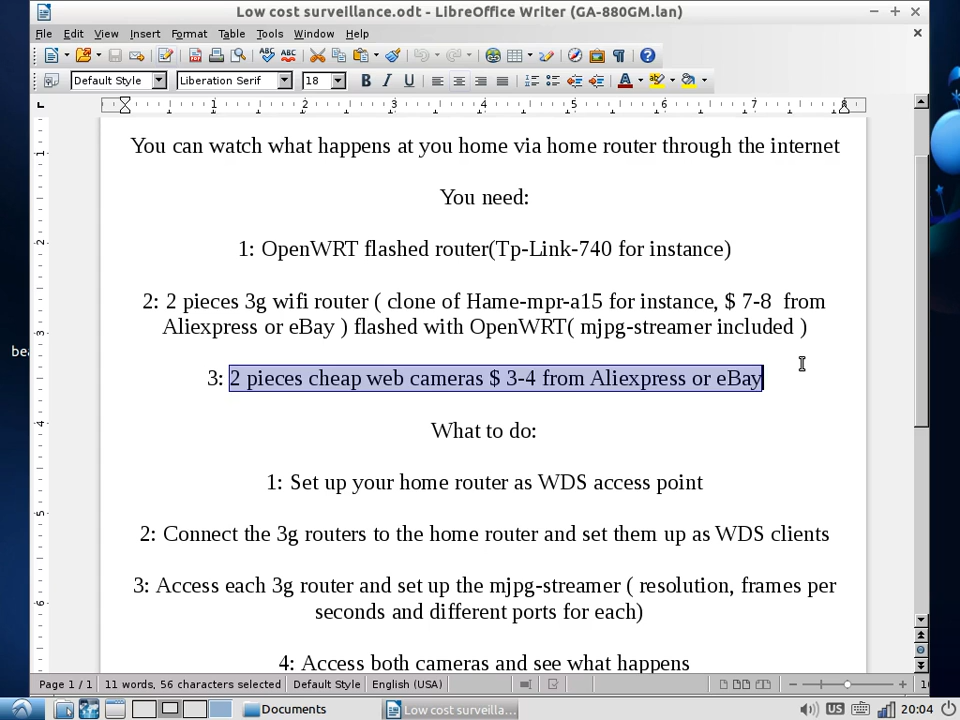 Low cost surveillance.odt - LibreOffice Writer (GA-880GM.lan)
File Edit View Insert Format Table Tools Window Help
Default Style Liberation Serif 18
1 2 3 4 5 6 7 8
You can watch what happens at you home via home router through the internet
You need:
1: OpenWRT flashed router(Tp-Link-740 for instance)
2: 2 pieces 3g wifi router ( clone of Hame-mpr-a15 for instance, $ 7-8 from
Aliexpress or eBay ) flashed with OpenWRT( mjpg-streamer included )
3: 2 pieces cheap web cameras $ 3-4 from Aliexpress or eBay
What to do:
1: Set up your home router as WDS access point
2: Connect the 3g routers to the home router and set them up as WDS clients
3: Access each 3g router and set up the mjpg-streamer ( resolution, frames per
seconds and different ports for each)
4: Access both cameras and see what happens
Page 1 / 1 11 words, 56 characters selected Default Style English (USA)
Documents Low cost surveilla... US 20:04